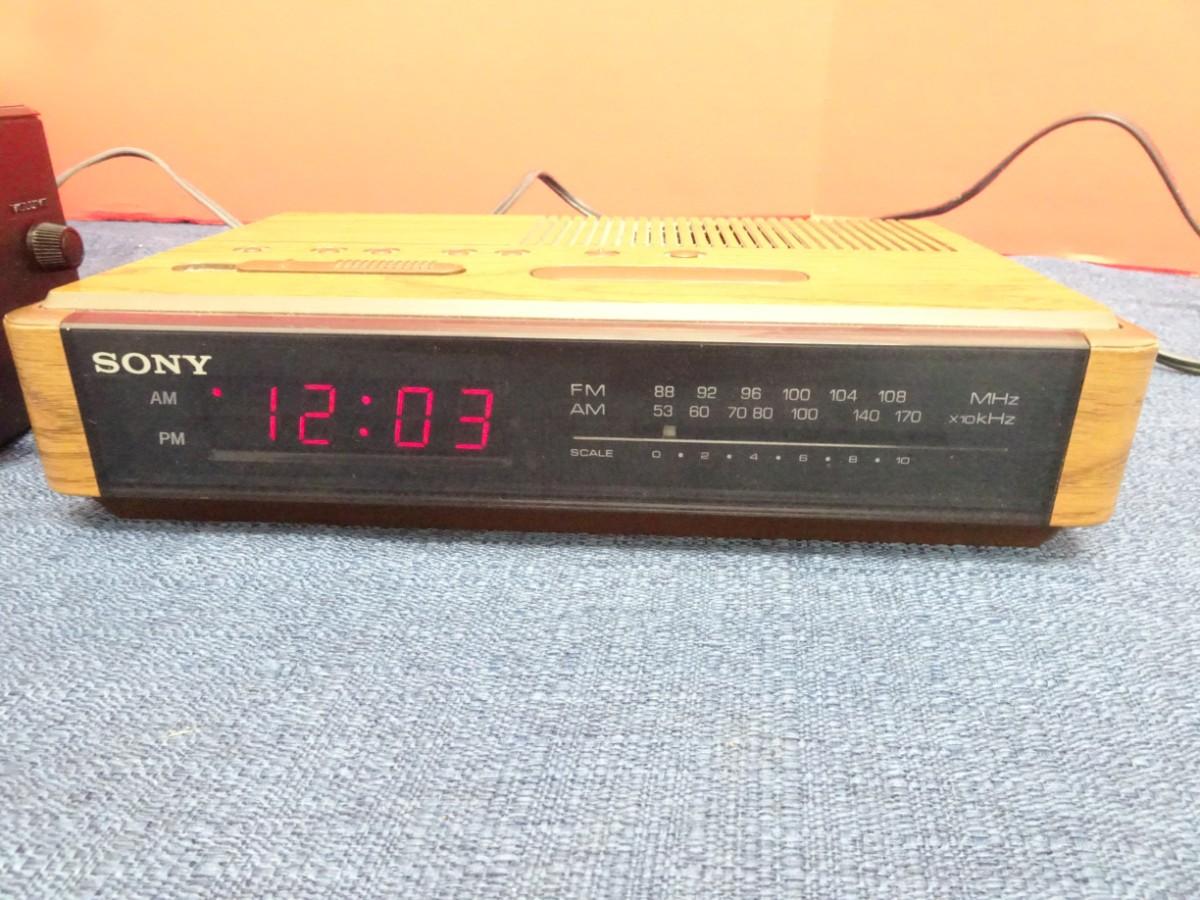 SONY
AM
PM
12:03
FM 88 92 96 100 104 108 MHz
AM 53 60 70 80 100 140 170 x10kHz
SCALE 0 • 2 • 4 • 6 • 8 • 10